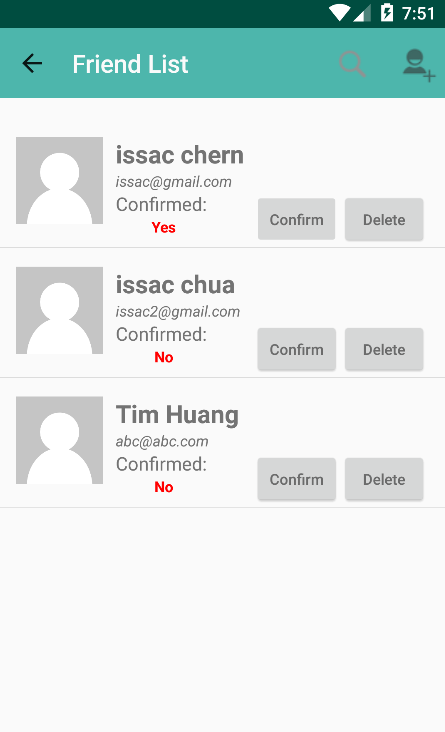 7:51
Friend List
issac chern
issac@gmail.com
Confirmed:
Yes
Confirm Delete
issac chua
issac2@gmail.com
Confirmed:
No
Confirm Delete
Tim Huang
abc@abc.com
Confirmed:
No
Confirm Delete